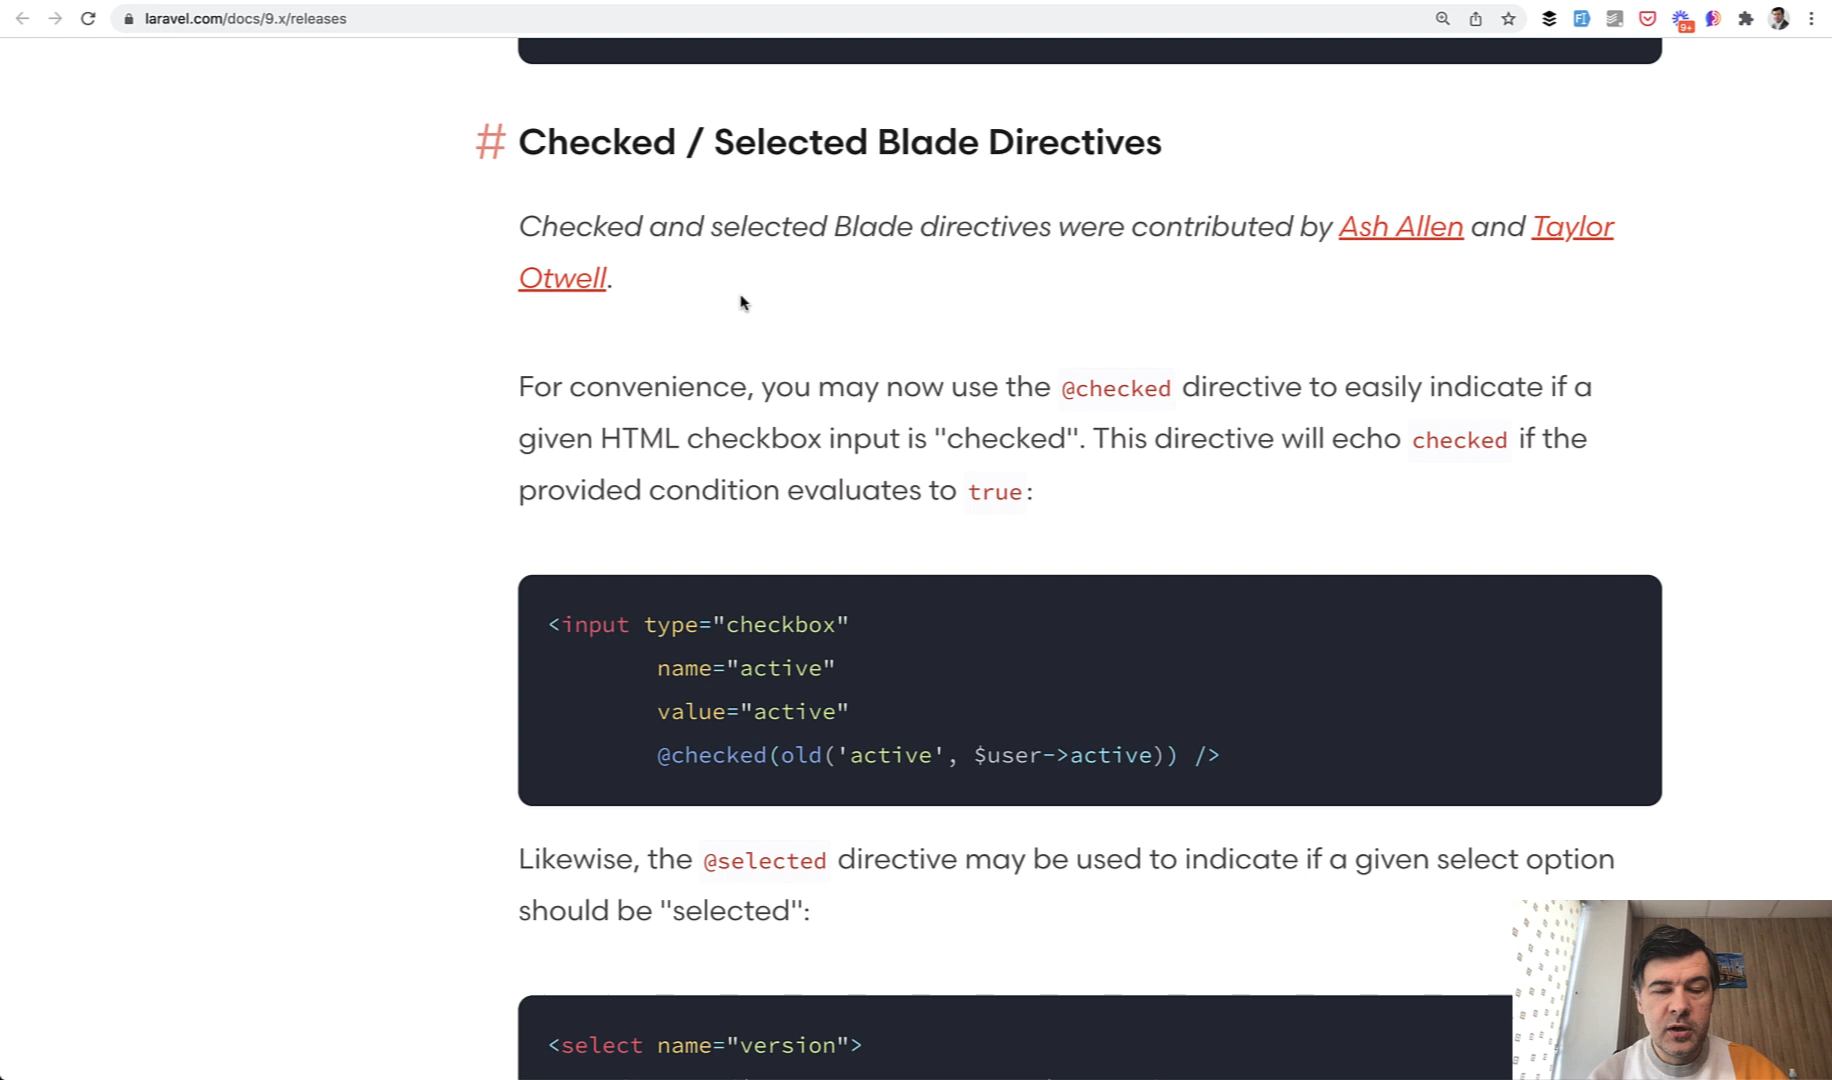 laravel.com/docs/9.x/releases
9+
# Checked / Selected Blade Directives
Checked and selected Blade directives were contributed by Ash Allen and Taylor
Otwell.
For convenience, you may now use the @checked directive to easily indicate if a
given HTML checkbox input is "checked". This directive will echo checked if the
provided condition evaluates to true:
<input type="checkbox"
name="active"
value="active"
@checked(old('active', $user->active)) />
Likewise, the @selected directive may be used to indicate if a given select option
should be "selected":
<select name="version">